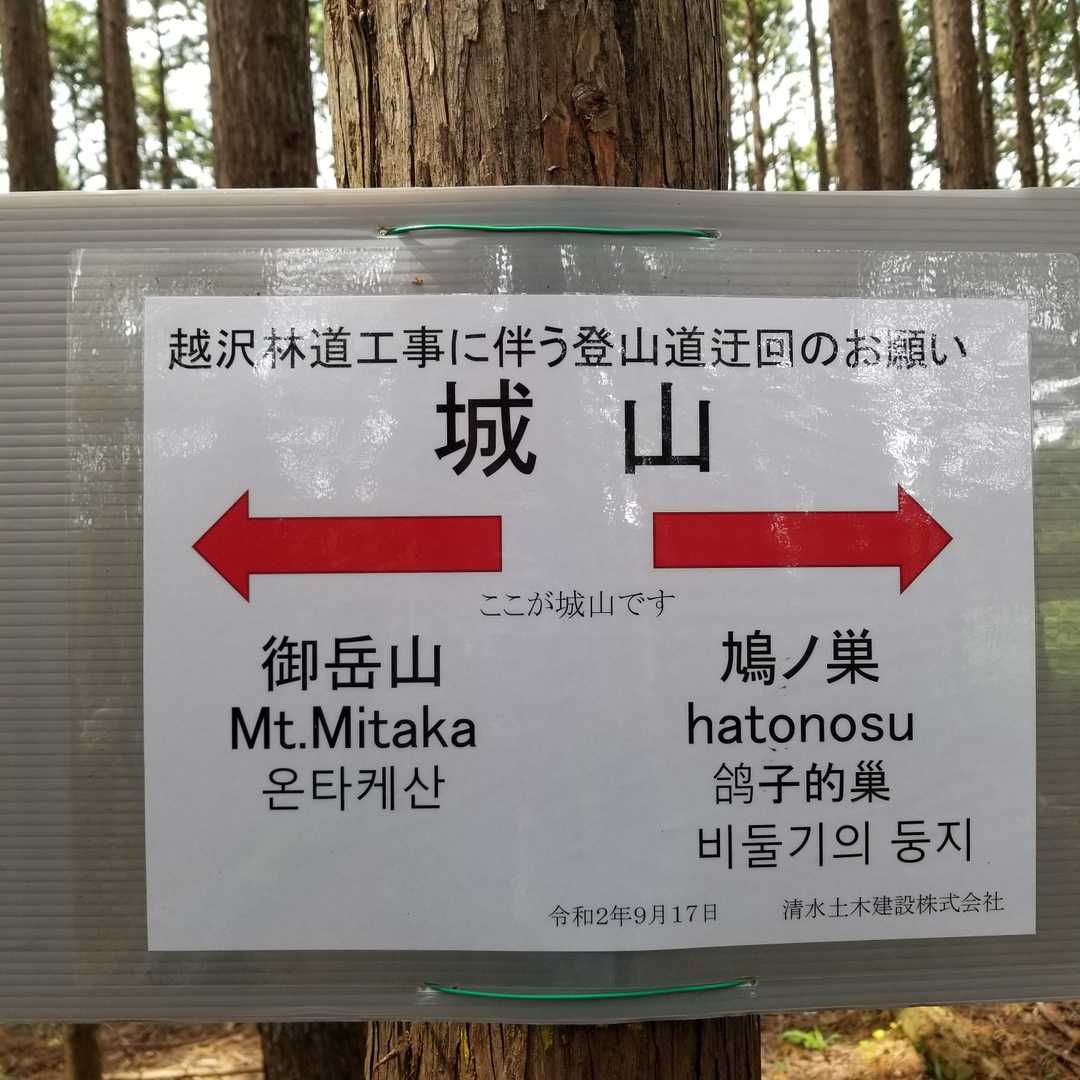 越沢林道工事に伴う登山道迂回のお願い
城 山
ここが城山です
御岳山
Mt.Mitaka
온타케산
鳩ノ巣
hatonosu
鸽子的巢
비둘기의 둥지
令和2年9月17日
清水土木建設株式会社